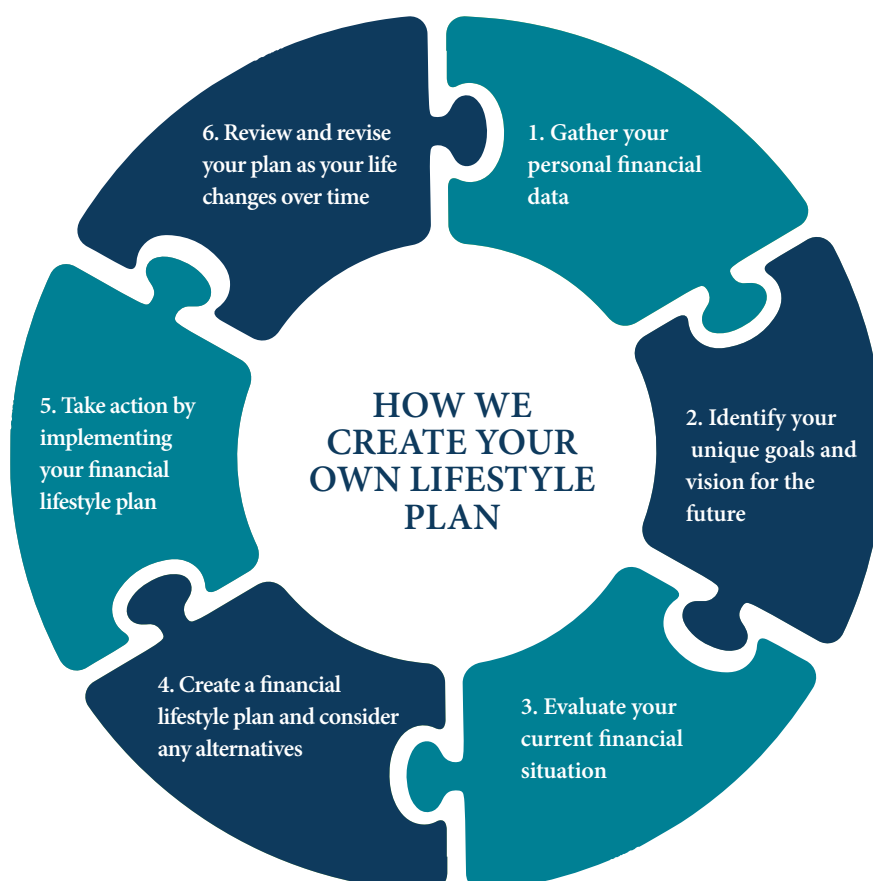 HOW WE
CREATE YOUR
OWN LIFESTYLE
PLAN
1. Gather your
personal financial
data
2. Identify your
unique goals and
vision for the
future
3. Evaluate your
current financial
situation
4. Create a financial
lifestyle plan and consider
any alternatives
5. Take action by
implementing
your financial
lifestyle plan
6. Review and revise
your plan as your life
changes over time